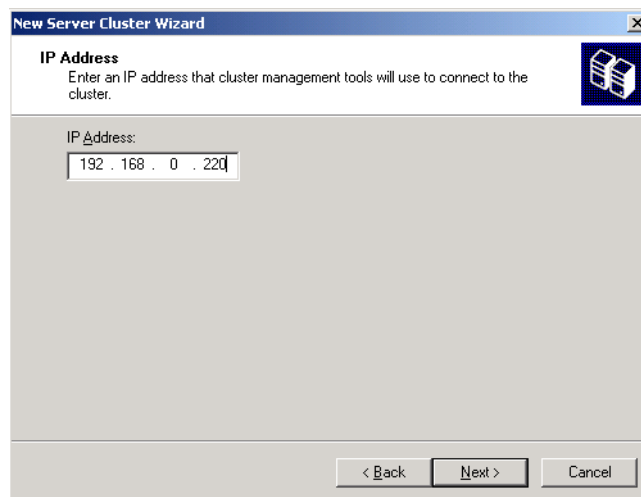 New Server Cluster Wizard
IP Address
Enter an IP address that cluster management tools will use to connect to the
cluster.
IP Address:
192 . 168 . 0 . 220
< Back Next > Cancel